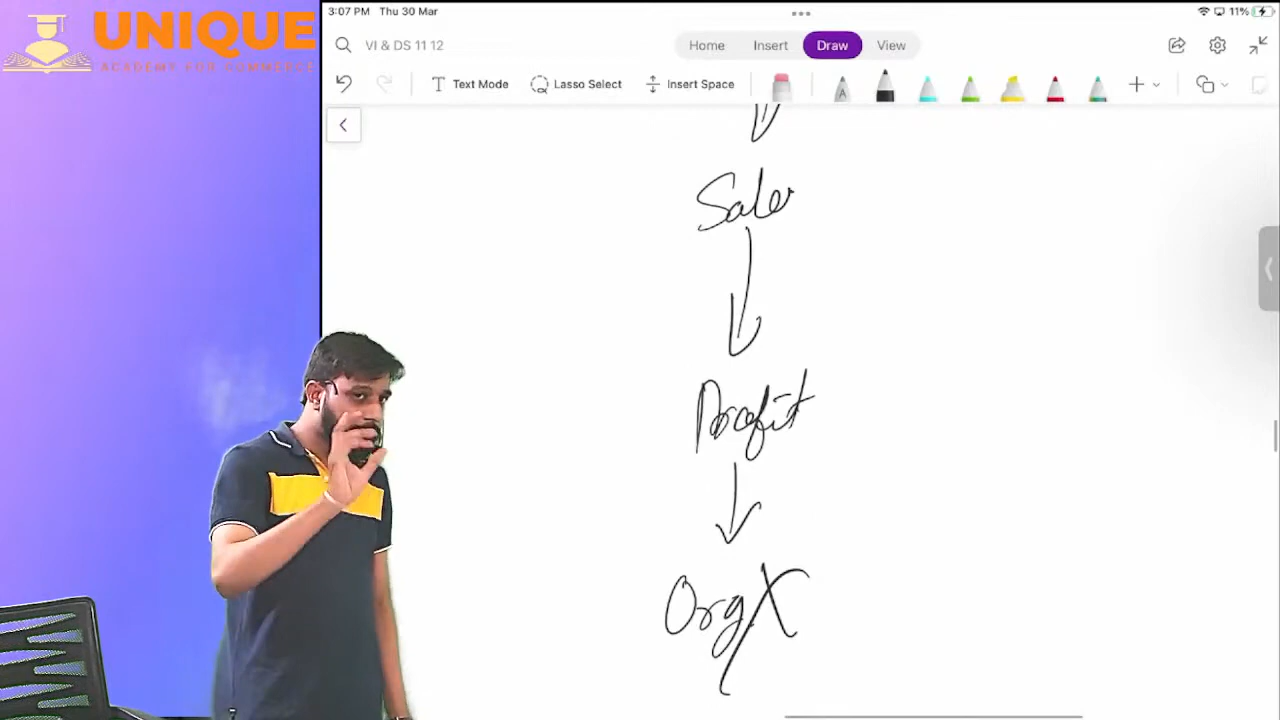 3:07 PM Thu 30 Mar
11%
UNIQUE
ACADEMY FOR COMMERCE
VI & DS 11 12
Home Insert Draw View
Text Mode Lasso Select Insert Space
A
Sales
Profit
Org X